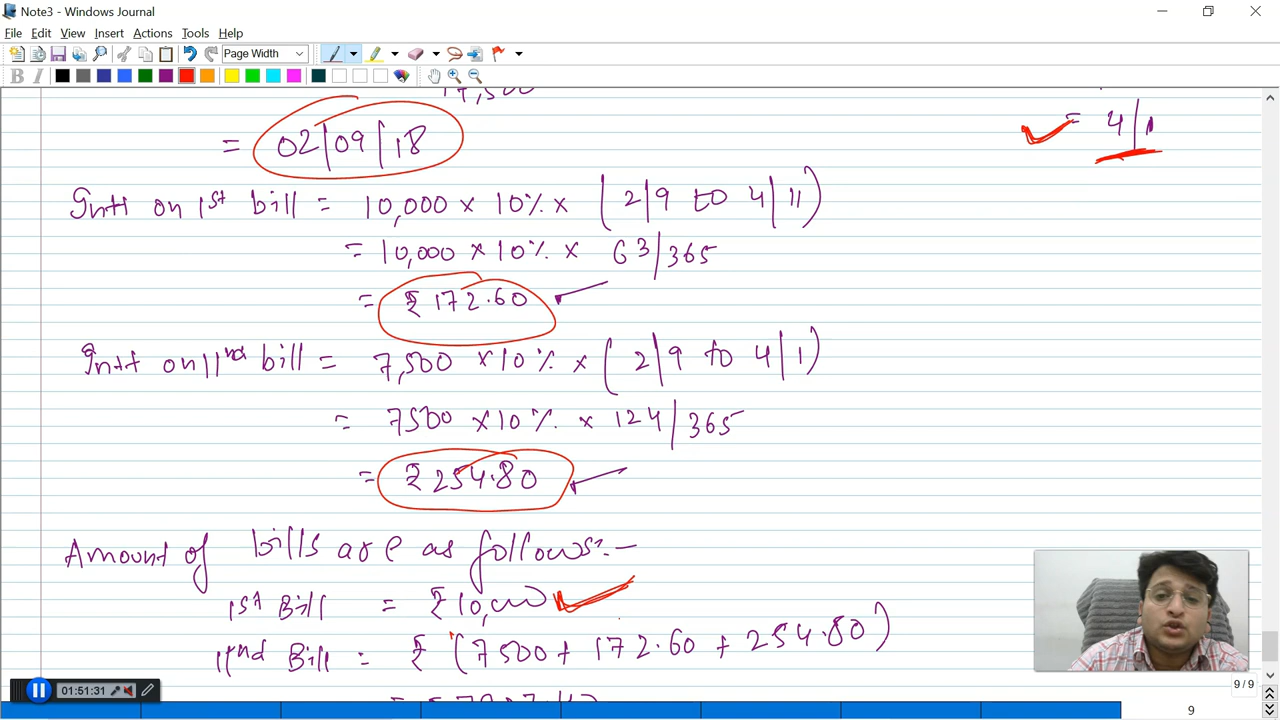 Note3 - Windows Journal
File Edit View Insert Actions Tools Help
Page Width
B I
17,500
= 02/09/18
= 4/1
Intt on 1st bill = 10,000 × 10% × (2/9 to 4/11)
= 10,000 × 10% × 63/365
= ₹172.60
Intt on IInd bill = 7,500 × 10% × (2/9 to 4/1)
= 7500 × 10% × 124/365
= ₹254.80
Amount of bills are as follows:-
1st Bill = ₹10,000
IInd Bill = ₹(7500 + 172.60 + 254.80)
01:51:31
9/9
9